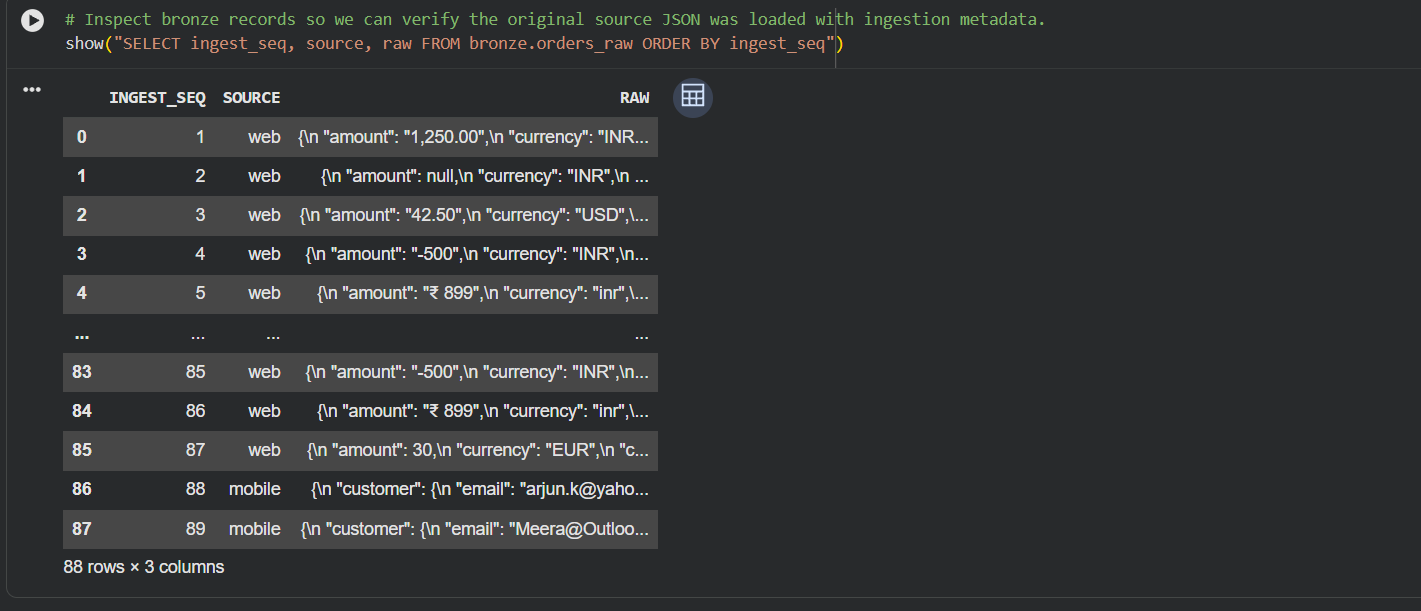 # Inspect bronze records so we can verify the original source JSON was loaded with ingestion metadata.
show("SELECT ingest_seq, source, raw FROM bronze.orders_raw ORDER BY ingest_seq")
INGEST_SEQ SOURCE RAW
0 1 web {\n "amount": "1,250.00",\n "currency": "INR...
1 2 web {\n "amount": null,\n "currency": "INR",\n ...
2 3 web {\n "amount": "42.50",\n "currency": "USD",\...
3 4 web {\n "amount": "-500",\n "currency": "INR",\n...
4 5 web {\n "amount": "₹ 899",\n "currency": "inr",\...
... ... ... ...
83 85 web {\n "amount": "-500",\n "currency": "INR",\n...
84 86 web {\n "amount": "₹ 899",\n "currency": "inr",\...
85 87 web {\n "amount": 30,\n "currency": "EUR",\n "c...
86 88 mobile {\n "customer": {\n "email": "arjun.k@yaho...
87 89 mobile {\n "customer": {\n "email": "Meera@Outloo...
88 rows × 3 columns